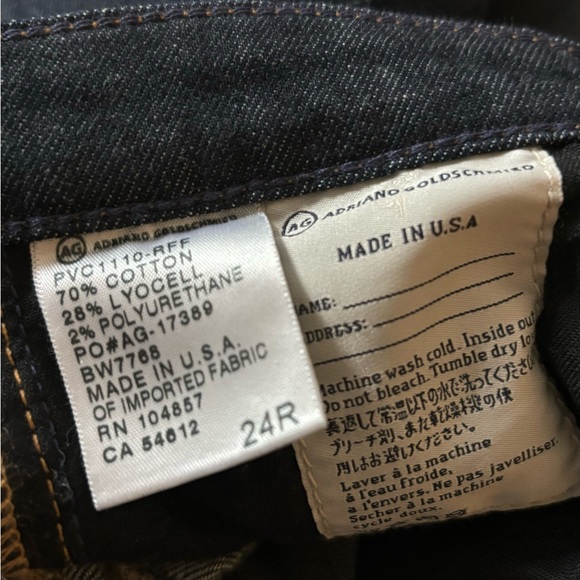 AG ADRIANO GOLDSCHMIED
PVC1110-RFF
70% COTTON
28% LYOCELL
2% POLYURETHANE
PO#AG-17389
BW7768
MADE IN U.S.A.
OF IMPORTED FABRIC
RN 104857
CA 54612
24R
AG ADRIANO GOLDSCHMIED
MADE IN U.S.A
NAME:
ADDRESS:
Machine wash cold. Inside out
Do not bleach. Tumble dry lo
裏返して常温以下の水で洗ってくださ
ブリーチ剤、また乾燥機の使
用はお避けください。
Laver à la machine
à l'eau froide,
a l'envers. Ne pas javelliser.
Secher à la machine
cycle doux.